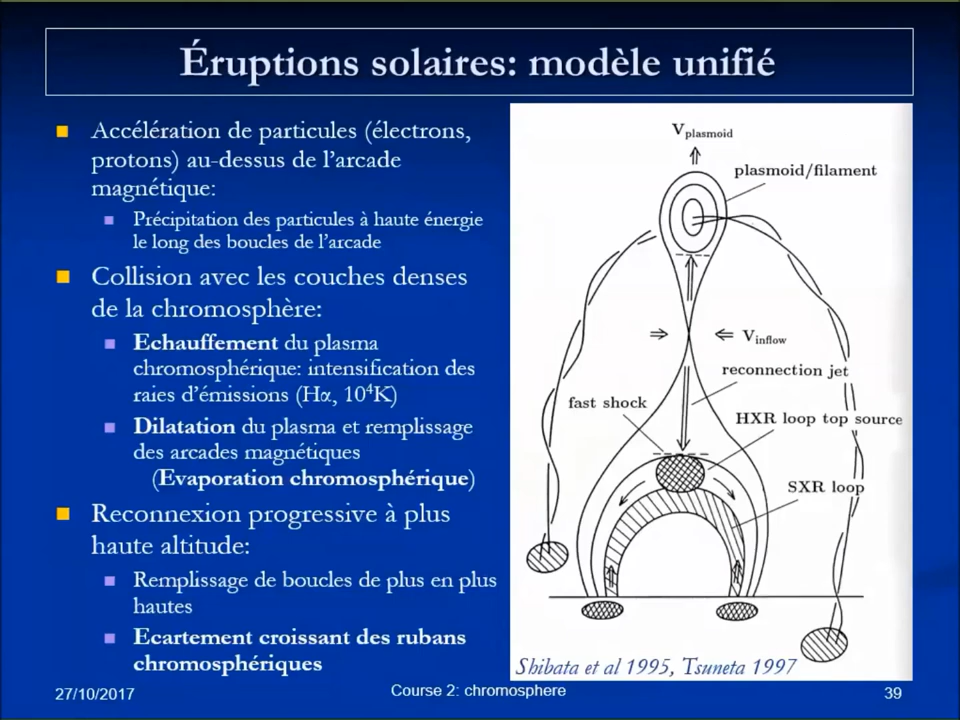 Éruptions solaires: modèle unifié
Accélération de particules (électrons,
protons) au-dessus de l'arcade
magnétique:
Précipitation des particules à haute énergie
le long des boucles de l'arcade
Collision avec les couches denses
de la chromosphère:
Echauffement du plasma
chromosphérique: intensification des
raies d'émissions (Hα, 10⁴K)
Dilatation du plasma et remplissage
des arcades magnétiques
(Evaporation chromosphérique)
Reconnexion progressive à plus
haute altitude:
Remplissage de boucles de plus en plus
hautes
Ecartement croissant des rubans
chromosphériques
Vplasmoid
plasmoid/filament
Vinflow
reconnection jet
fast shock
HXR loop top source
SXR loop
Shibata et al 1995, Tsuneta 1997
27/10/2017
Course 2: chromosphere
39